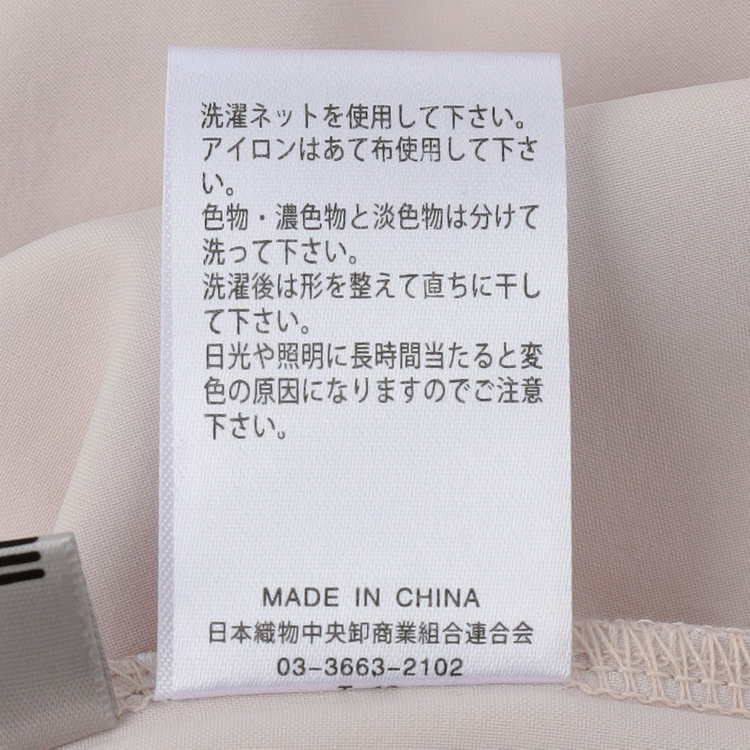 洗濯ネットを使用して下さい。
アイロンはあて布使用して下さ
い。
色物・濃色物と淡色物は分けて
洗って下さい。
洗濯後は形を整えて直ちに干し
て下さい。
日光や照明に長時間当たると変
色の原因になりますのでご注意
下さい。
MADE IN CHINA
日本織物中央卸商業組合連合会
03-3663-2102